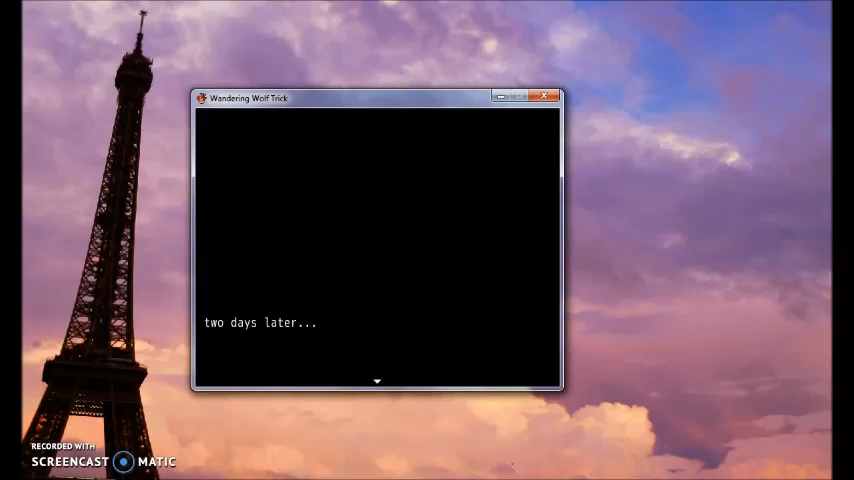 Wandering Wolf Trick
two days later...
RECORDED WITH
SCREENCAST MATIC